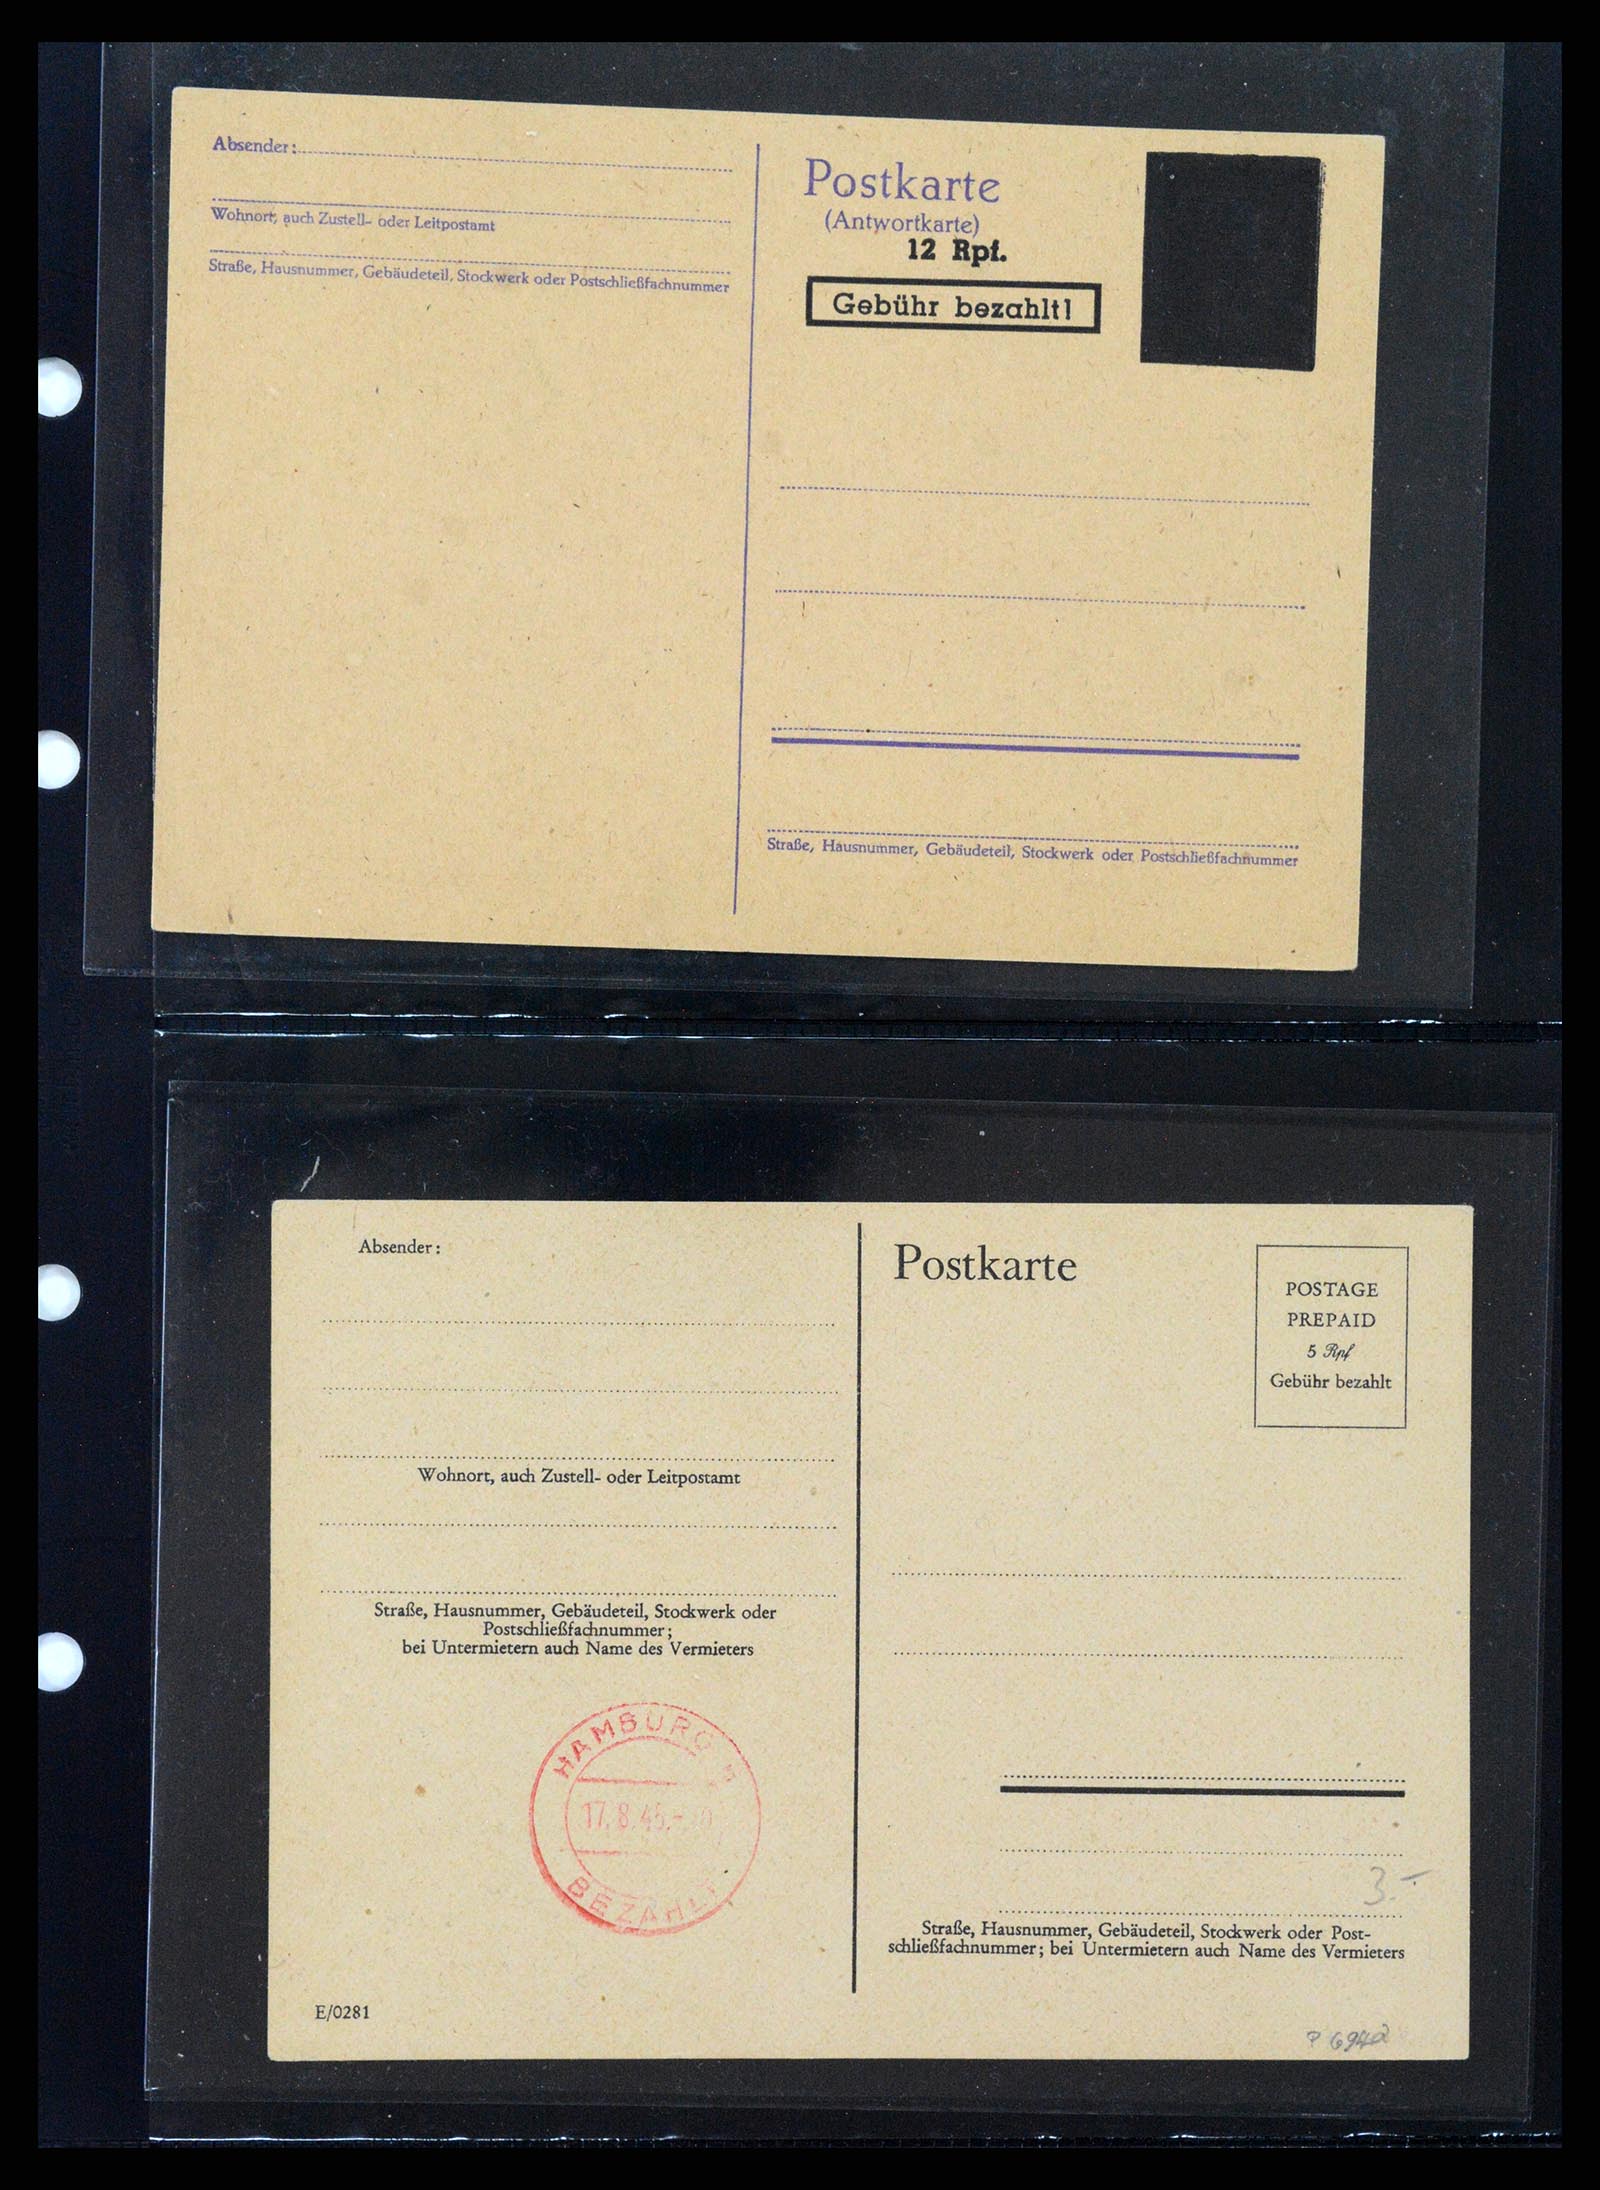 Absender:
Wohnort, auch Zustell- oder Leitpostamt
Straße, Hausnummer, Gebäudeteil, Stockwerk oder Postschließfachnummer
Postkarte
(Antwortkarte)
12 Rpf.
Gebühr bezahlt!
Straße, Hausnummer, Gebäudeteil, Stockwerk oder Postschließfachnummer
Absender:
Wohnort, auch Zustell- oder Leitpostamt
Straße, Hausnummer, Gebäudeteil, Stockwerk oder
Postschließfachnummer;
bei Untermietern auch Name des Vermieters
HAMBURG
17.8.45.-
BEZAHLT
E/0281
Postkarte
POSTAGE
PREPAID
5 Rpf
Gebühr bezahlt
3.-
Straße, Hausnummer, Gebäudeteil, Stockwerk oder Post-
schließfachnummer; bei Untermietern auch Name des Vermieters
P 694